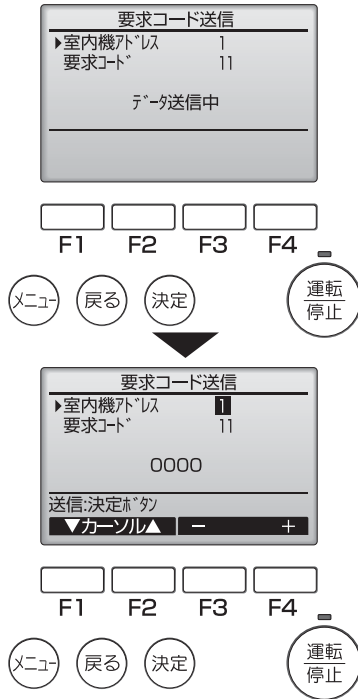 要求コード送信
▶室内機アドレス 1
要求コード 11
データ送信中
F1 F2 F3 F4
メニュー 戻る 決定 運転
停止
要求コード送信
▶室内機アドレス 1
要求コード 11
0000
送信:決定ボタン
▼カーソル▲ － ＋
F1 F2 F3 F4
メニュー 戻る 決定 運転
停止